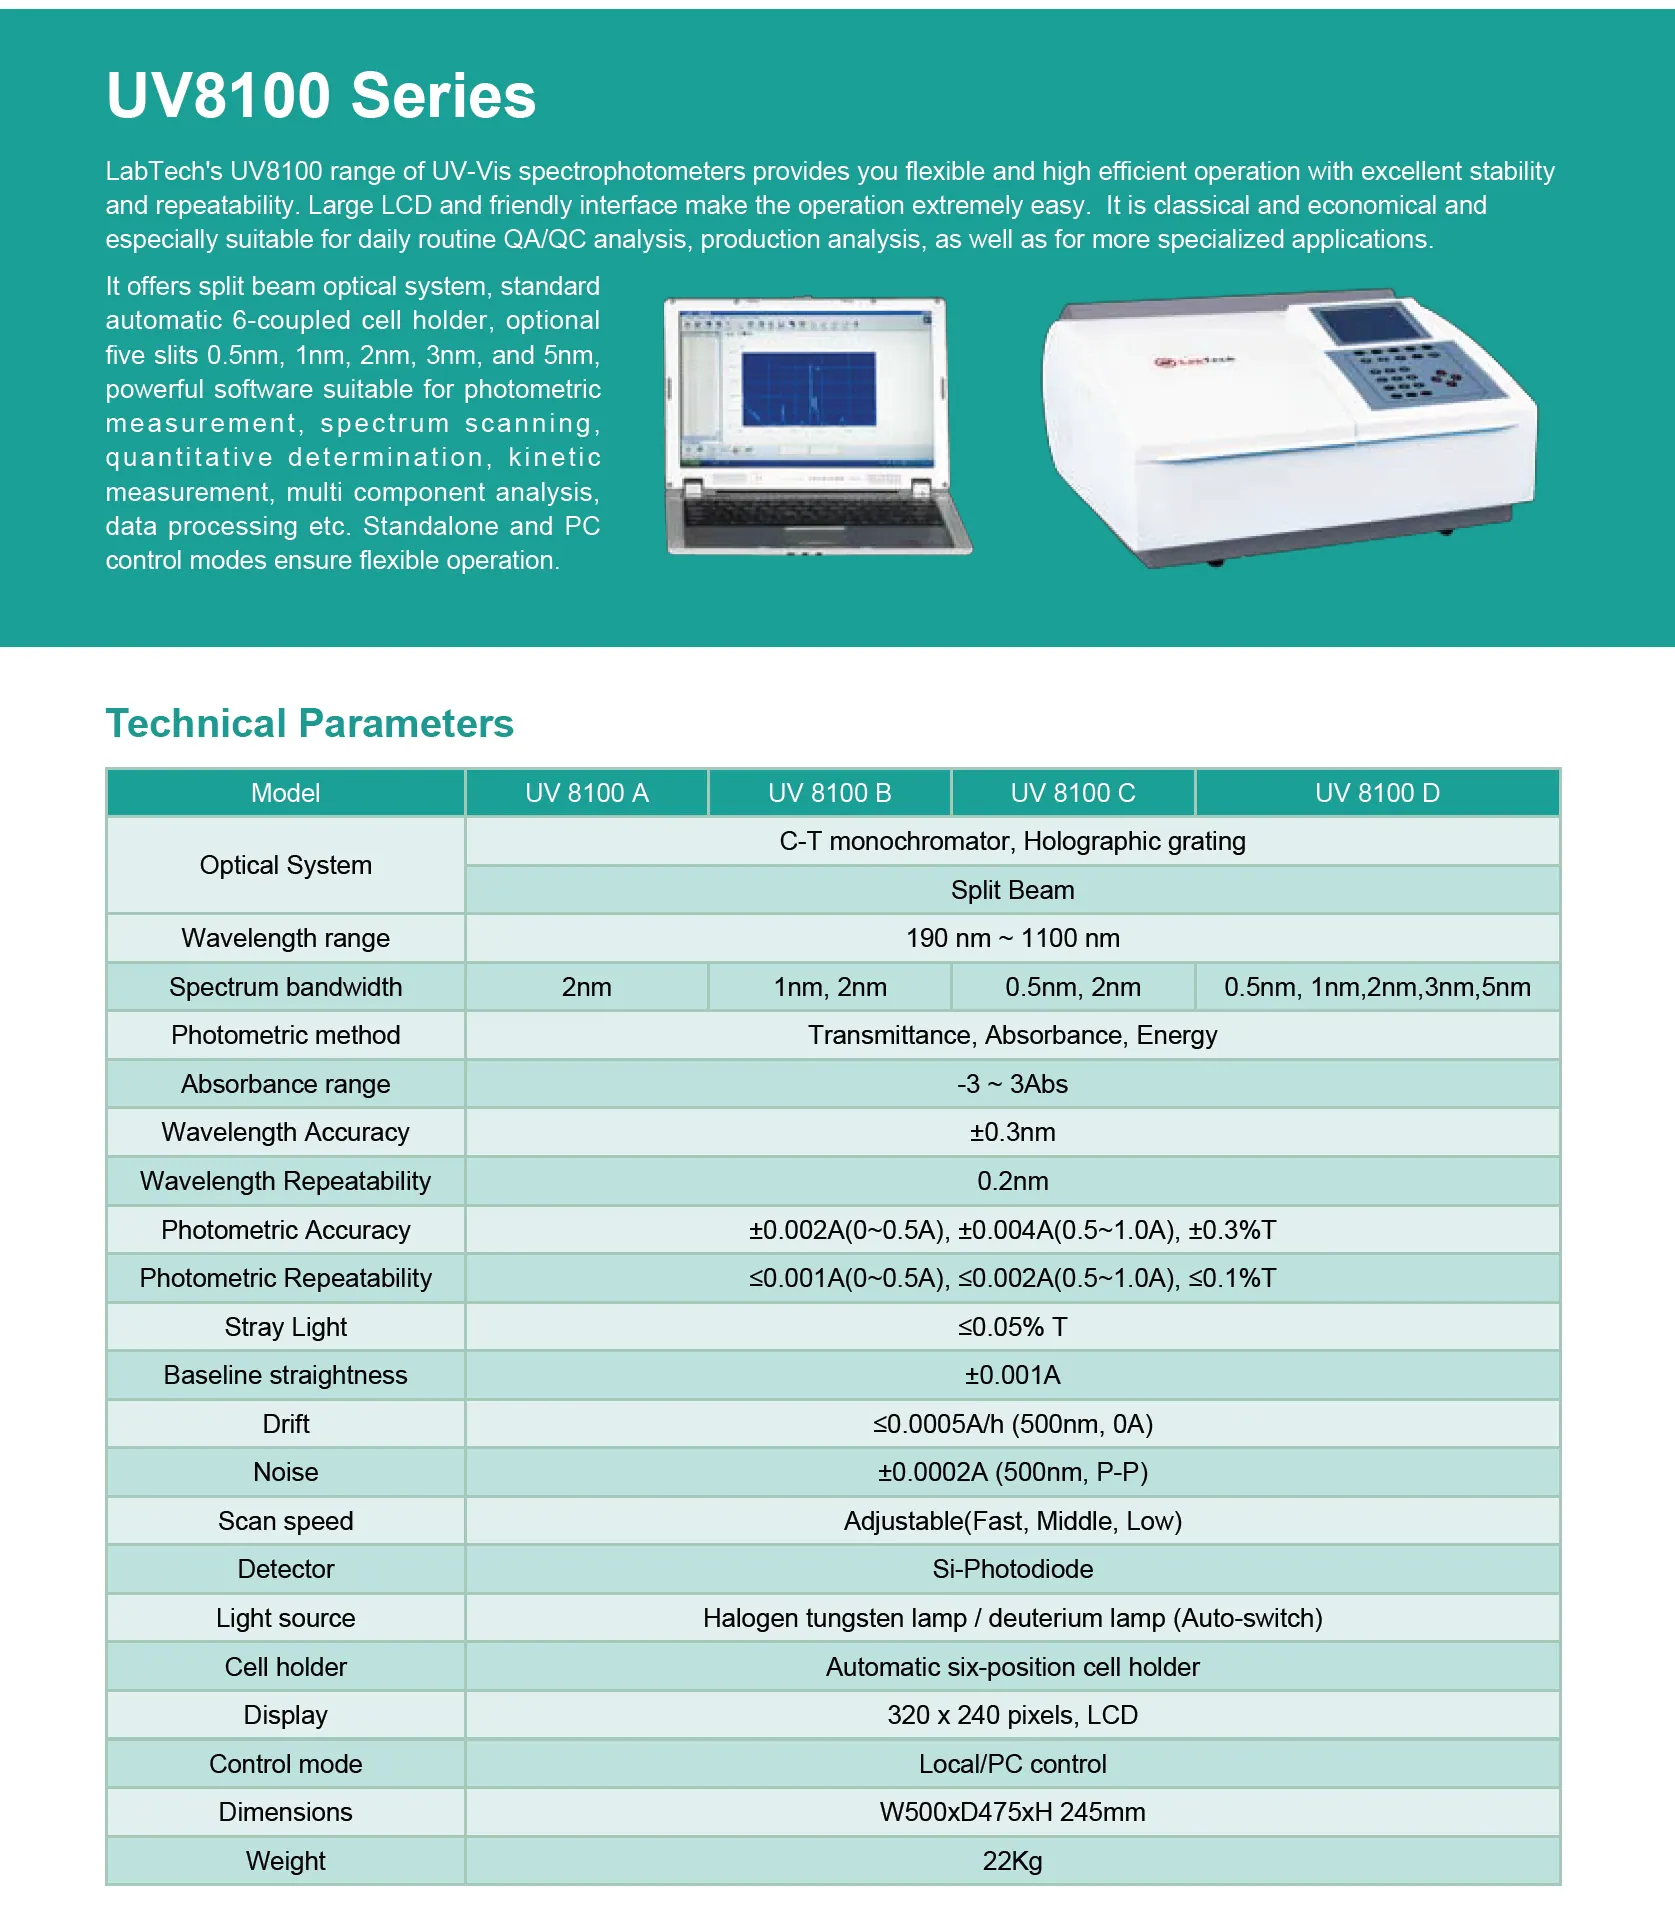 UV8100 Series
LabTech's UV8100 range of UV-Vis spectrophotometers provides you flexible and high efficient operation with excellent stability
and repeatability. Large LCD and friendly interface make the operation extremely easy.  It is classical and economical and
especially suitable for daily routine QA/QC analysis, production analysis, as well as for more specialized applications.
It offers split beam optical system, standard
automatic 6-coupled cell holder, optional
five slits 0.5nm, 1nm, 2nm, 3nm, and 5nm,
powerful software suitable for photometric
measurement, spectrum scanning,
quantitative determination, kinetic
measurement, multi component analysis,
data processing etc. Standalone and PC
control modes ensure flexible operation.
LabTech
Technical Parameters
Model UV 8100 A UV 8100 B UV 8100 C UV 8100 D
Optical System C-T monochromator, Holographic grating
Split Beam
Wavelength range 190 nm ~ 1100 nm
Spectrum bandwidth 2nm 1nm, 2nm 0.5nm, 2nm 0.5nm, 1nm,2nm,3nm,5nm
Photometric method Transmittance, Absorbance, Energy
Absorbance range -3 ~ 3Abs
Wavelength Accuracy ±0.3nm
Wavelength Repeatability 0.2nm
Photometric Accuracy ±0.002A(0~0.5A), ±0.004A(0.5~1.0A), ±0.3%T
Photometric Repeatability ≤0.001A(0~0.5A), ≤0.002A(0.5~1.0A), ≤0.1%T
Stray Light ≤0.05% T
Baseline straightness ±0.001A
Drift ≤0.0005A/h (500nm, 0A)
Noise ±0.0002A (500nm, P-P)
Scan speed Adjustable(Fast, Middle, Low)
Detector Si-Photodiode
Light source Halogen tungsten lamp / deuterium lamp (Auto-switch)
Cell holder Automatic six-position cell holder
Display 320 x 240 pixels, LCD
Control mode Local/PC control
Dimensions W500xD475xH 245mm
Weight 22Kg